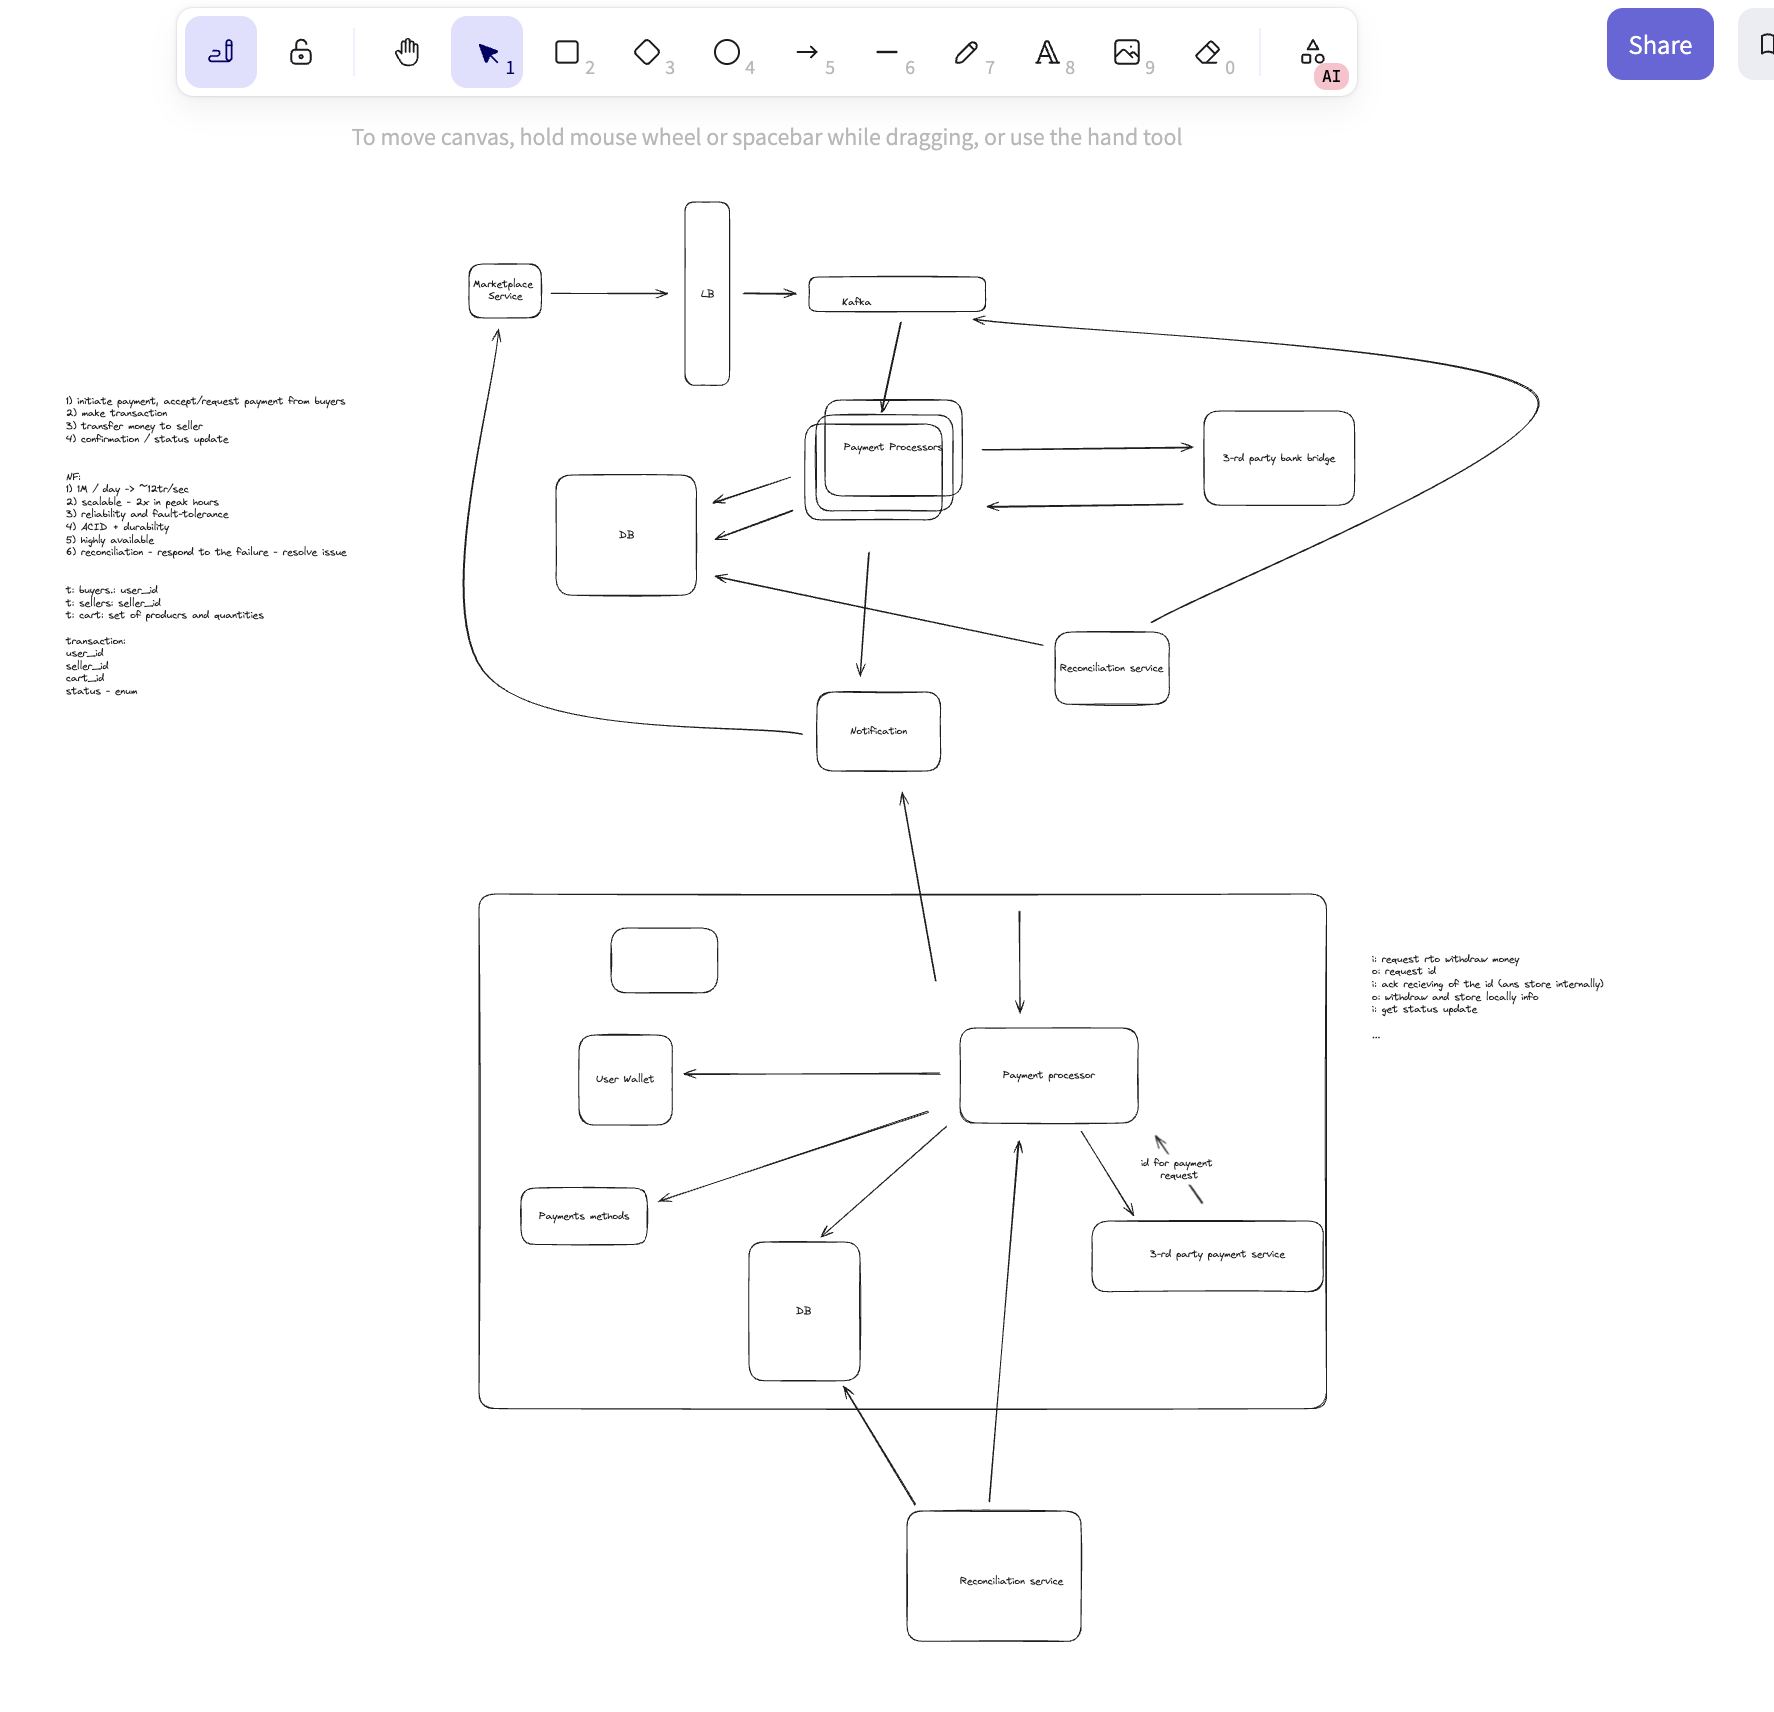 1
2
3
4
5
6
7
8
9
0
AI
Share
To move canvas, hold mouse wheel or spacebar while dragging, or use the hand tool
Marketplace
Service
LB
Kafka
1) initiate payment, accept/request payment from buyers
2) make transaction
3) transfer money to seller
4) confirmation / status update
NF:
1) 1M / day -> ~12tr/sec
2) scalable - 2x in peak hours
3) reliability and fault-tolerance
4) ACID + durability
5) highly available
6) reconciliation - respond to the failure - resolve issue
t: buyers.: user_id
t: sellers: seller_id
t: cart: set of producrs and quantities
transaction:
user_id
seller_id
cart_id
status - enum
Payment Processors
3-rd party bank bridge
DB
Reconciliation service
Notification
i: request rto withdraw money
o: request id
i: ack recieving of the id (ans store internally)
o: withdraw and store locally info
i: get status update
...
User Wallet
Payment processor
id for payment
request
Payments methods
3-rd party payment service
DB
Reconciliation service